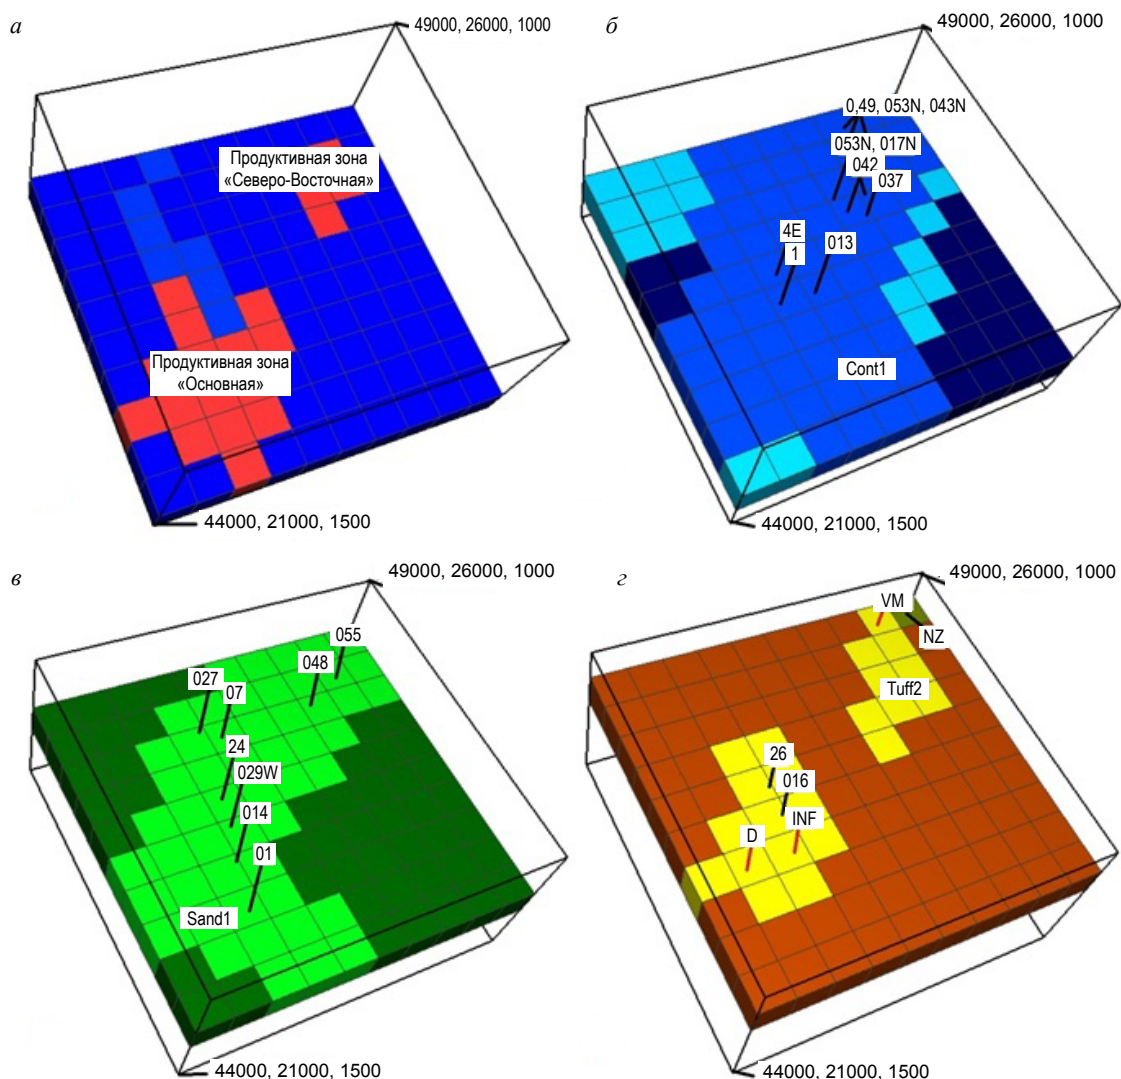 а
49000, 26000, 1000
Продуктивная зона
«Северо-Восточная»
Продуктивная зона
«Основная»
44000, 21000, 1500
б
49000, 26000, 1000
0,49, 053N, 043N
053N, 017N
042
037
4E
1
013
Cont1
44000, 21000, 1500
в
49000, 26000, 1000
055
048
027
07
24
029W
014
01
Sand1
44000, 21000, 1500
г
49000, 26000, 1000
VM
NZ
Tuff2
26
016
INF
D
44000, 21000, 1500